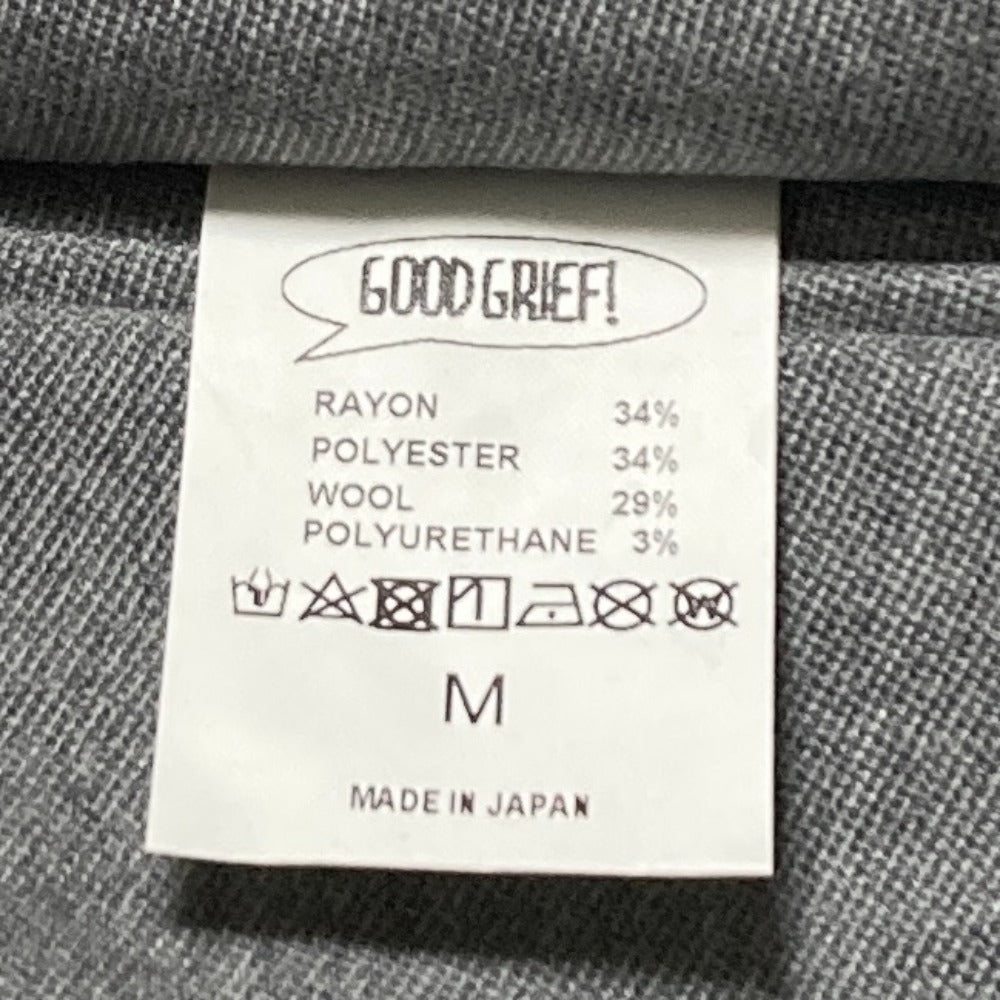 GOOD GRIEF!
RAYON 34%
POLYESTER 34%
WOOL 29%
POLYURETHANE 3%
W
M
MADE IN JAPAN